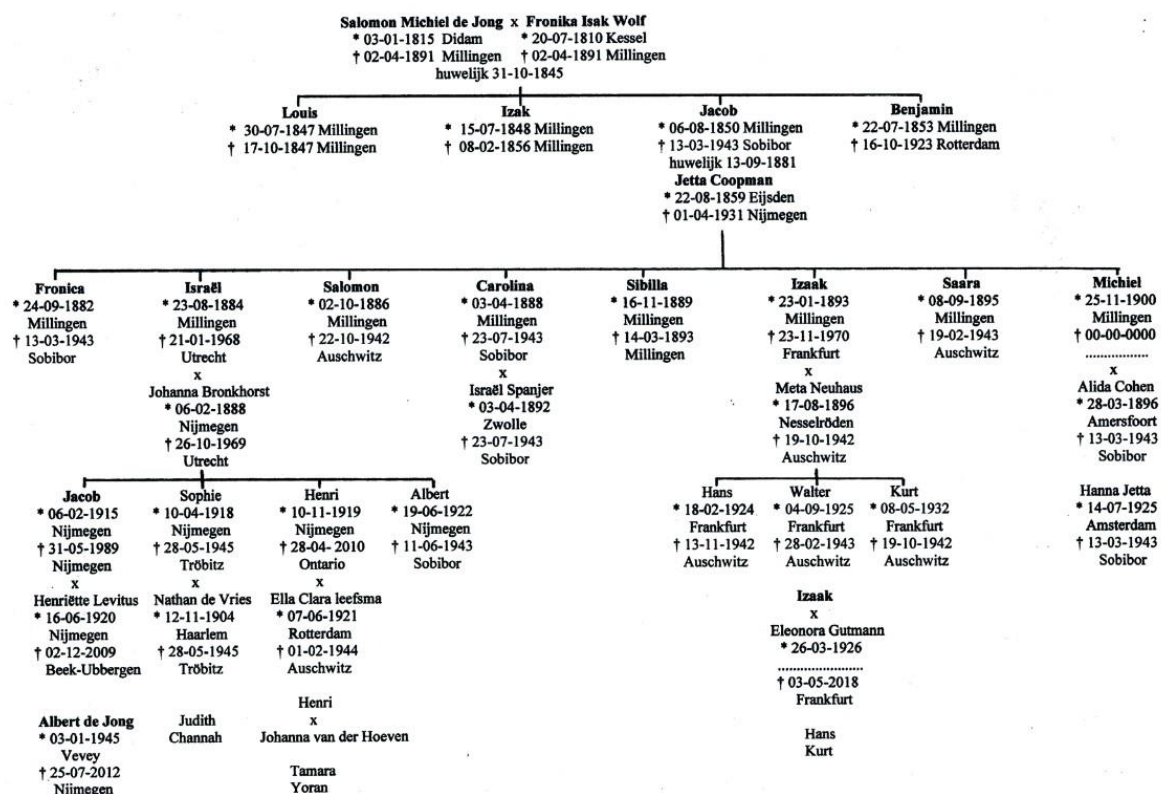 Salomon Michiel de Jong x Fronika Isak Wolf
* 03-01-1815 Didam * 20-07-1810 Kessel
† 02-04-1891 Millingen † 02-04-1891 Millingen
huwelijk 31-10-1845
Louis
* 30-07-1847 Millingen
† 17-10-1847 Millingen
Izak
* 15-07-1848 Millingen
† 08-02-1856 Millingen
Jacob
* 06-08-1850 Millingen
† 13-03-1943 Sobibor
huwelijk 13-09-1881
Jetta Coopman
* 22-08-1859 Eijsden
† 01-04-1931 Nijmegen
Benjamin
* 22-07-1853 Millingen
† 16-10-1923 Rotterdam
Fronica
* 24-09-1882
Millingen
† 13-03-1943
Sobibor
Israël
* 23-08-1884
Millingen
† 21-01-1968
Utrecht
x
Johanna Bronkhorst
* 06-02-1888
Nijmegen
† 26-10-1969
Utrecht
Salomon
* 02-10-1886
Millingen
† 22-10-1942
Auschwitz
Carolina
* 03-04-1888
Millingen
† 23-07-1943
Sobibor
x
Israël Spanjer
* 03-04-1892
Zwolle
† 23-07-1943
Sobibor
Sibilla
* 16-11-1889
Millingen
† 14-03-1893
Millingen
Izaak
* 23-01-1893
Millingen
† 23-11-1970
Frankfurt
x
Meta Neuhaus
* 17-08-1896
Nesselröden
† 19-10-1942
Auschwitz
Saara
* 08-09-1895
Millingen
† 19-02-1943
Auschwitz
Michiel
* 25-11-1900
Millingen
† 00-00-0000
.................
x
Alida Cohen
* 28-03-1896
Amersfoort
† 13-03-1943
Sobibor
Hanna Jetta
* 14-07-1925
Amsterdam
† 13-03-1943
Sobibor
Jacob
* 06-02-1915
Nijmegen
† 31-05-1989
Nijmegen
x
Henriëtte Levitus
* 16-06-1920
Nijmegen
† 02-12-2009
Beek-Ubbergen
Albert de Jong
* 03-01-1945
Vevey
† 25-07-2012
Nijmegen
Sophie
* 10-04-1918
Nijmegen
† 28-05-1945
Tröbitz
x
Nathan de Vries
* 12-11-1904
Haarlem
† 28-05-1945
Tröbitz
Judith
Channah
Henri
* 10-11-1919
Nijmegen
† 28-04- 2010
Ontario
x
Ella Clara leefsma
* 07-06-1921
Rotterdam
† 01-02-1944
Auschwitz
Henri
x
Johanna van der Hoeven
Tamara
Yoran
Albert
* 19-06-1922
Nijmegen
† 11-06-1943
Sobibor
Hans
* 18-02-1924
Frankfurt
† 13-11-1942
Auschwitz
Walter
* 04-09-1925
Frankfurt
† 28-02-1943
Auschwitz
Kurt
* 08-05-1932
Frankfurt
† 19-10-1942
Auschwitz
Izaak
x
Eleonora Gutmann
* 26-03-1926
.......................
† 03-05-2018
Frankfurt
Hans
Kurt